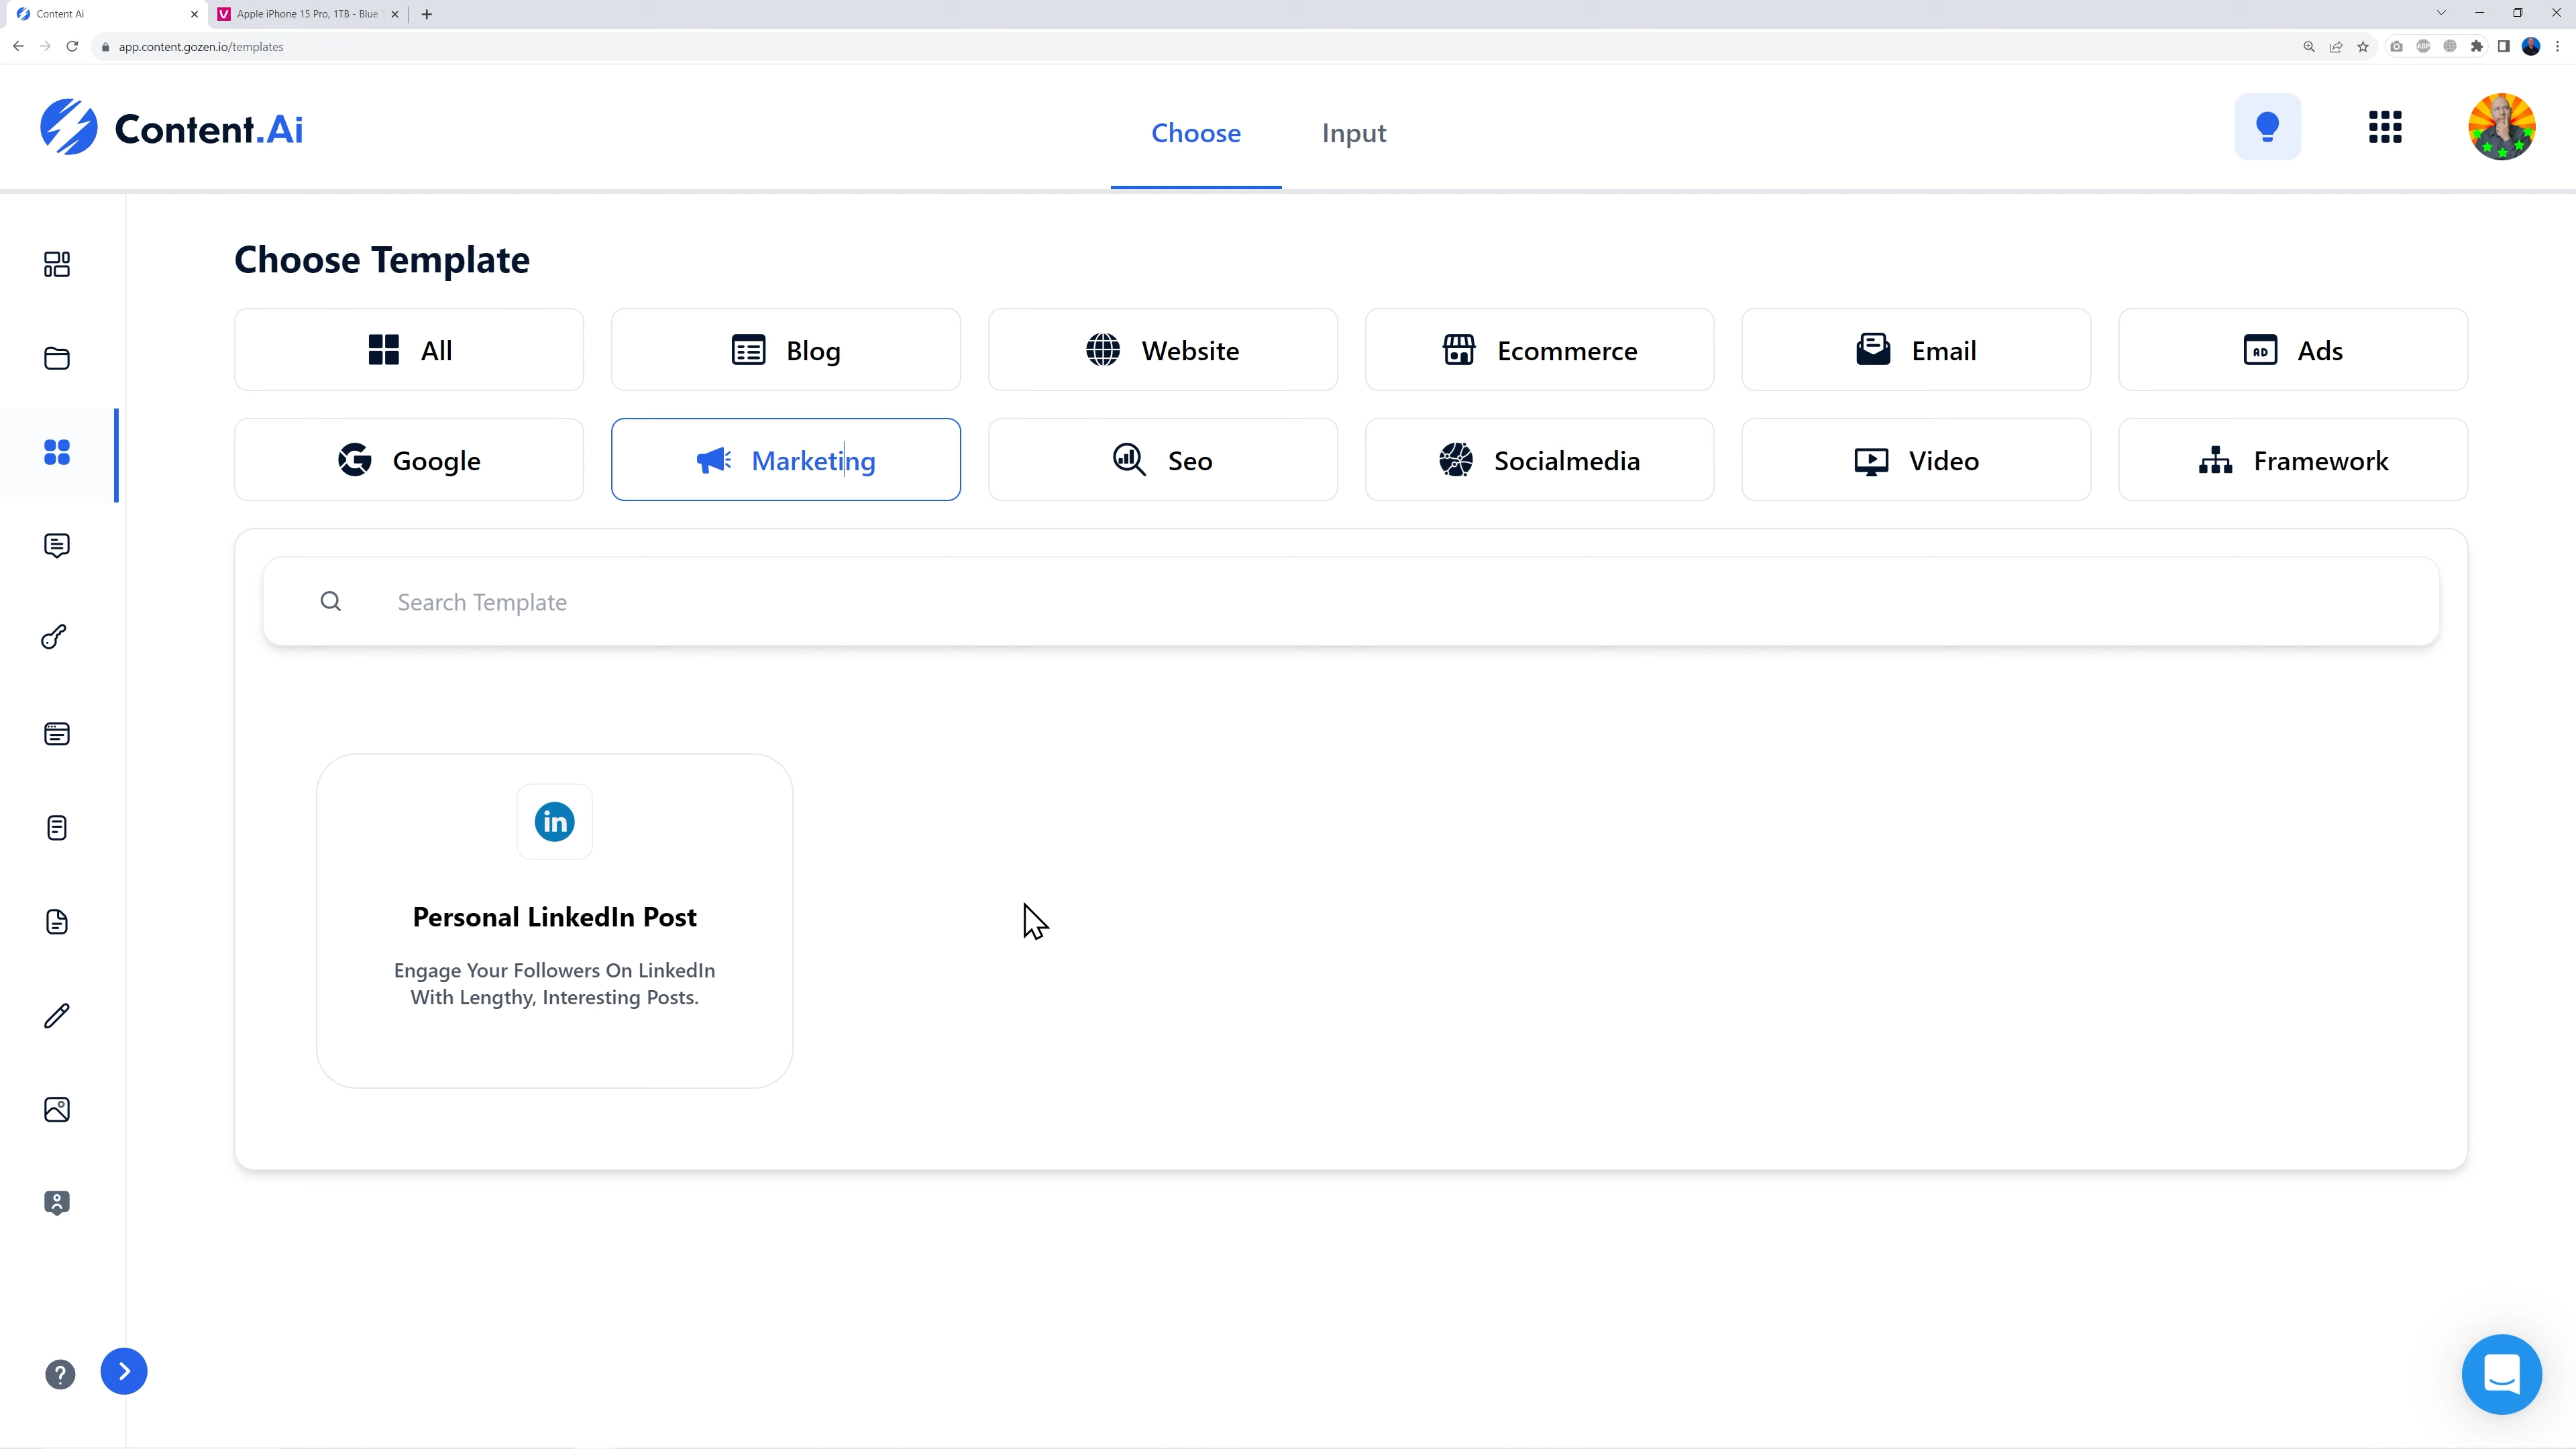 Content Ai
Apple iPhone 15 Pro, 1TB - Blue
app.content.gozen.io/templates
Content.Ai
Choose
Input
Choose Template
All
Blog
Website
Ecommerce
Email
AD
Ads
Google
Marketing
Seo
Socialmedia
Video
Framework
Search Template
in
Personal LinkedIn Post
Engage Your Followers On LinkedIn
With Lengthy, Interesting Posts.
?